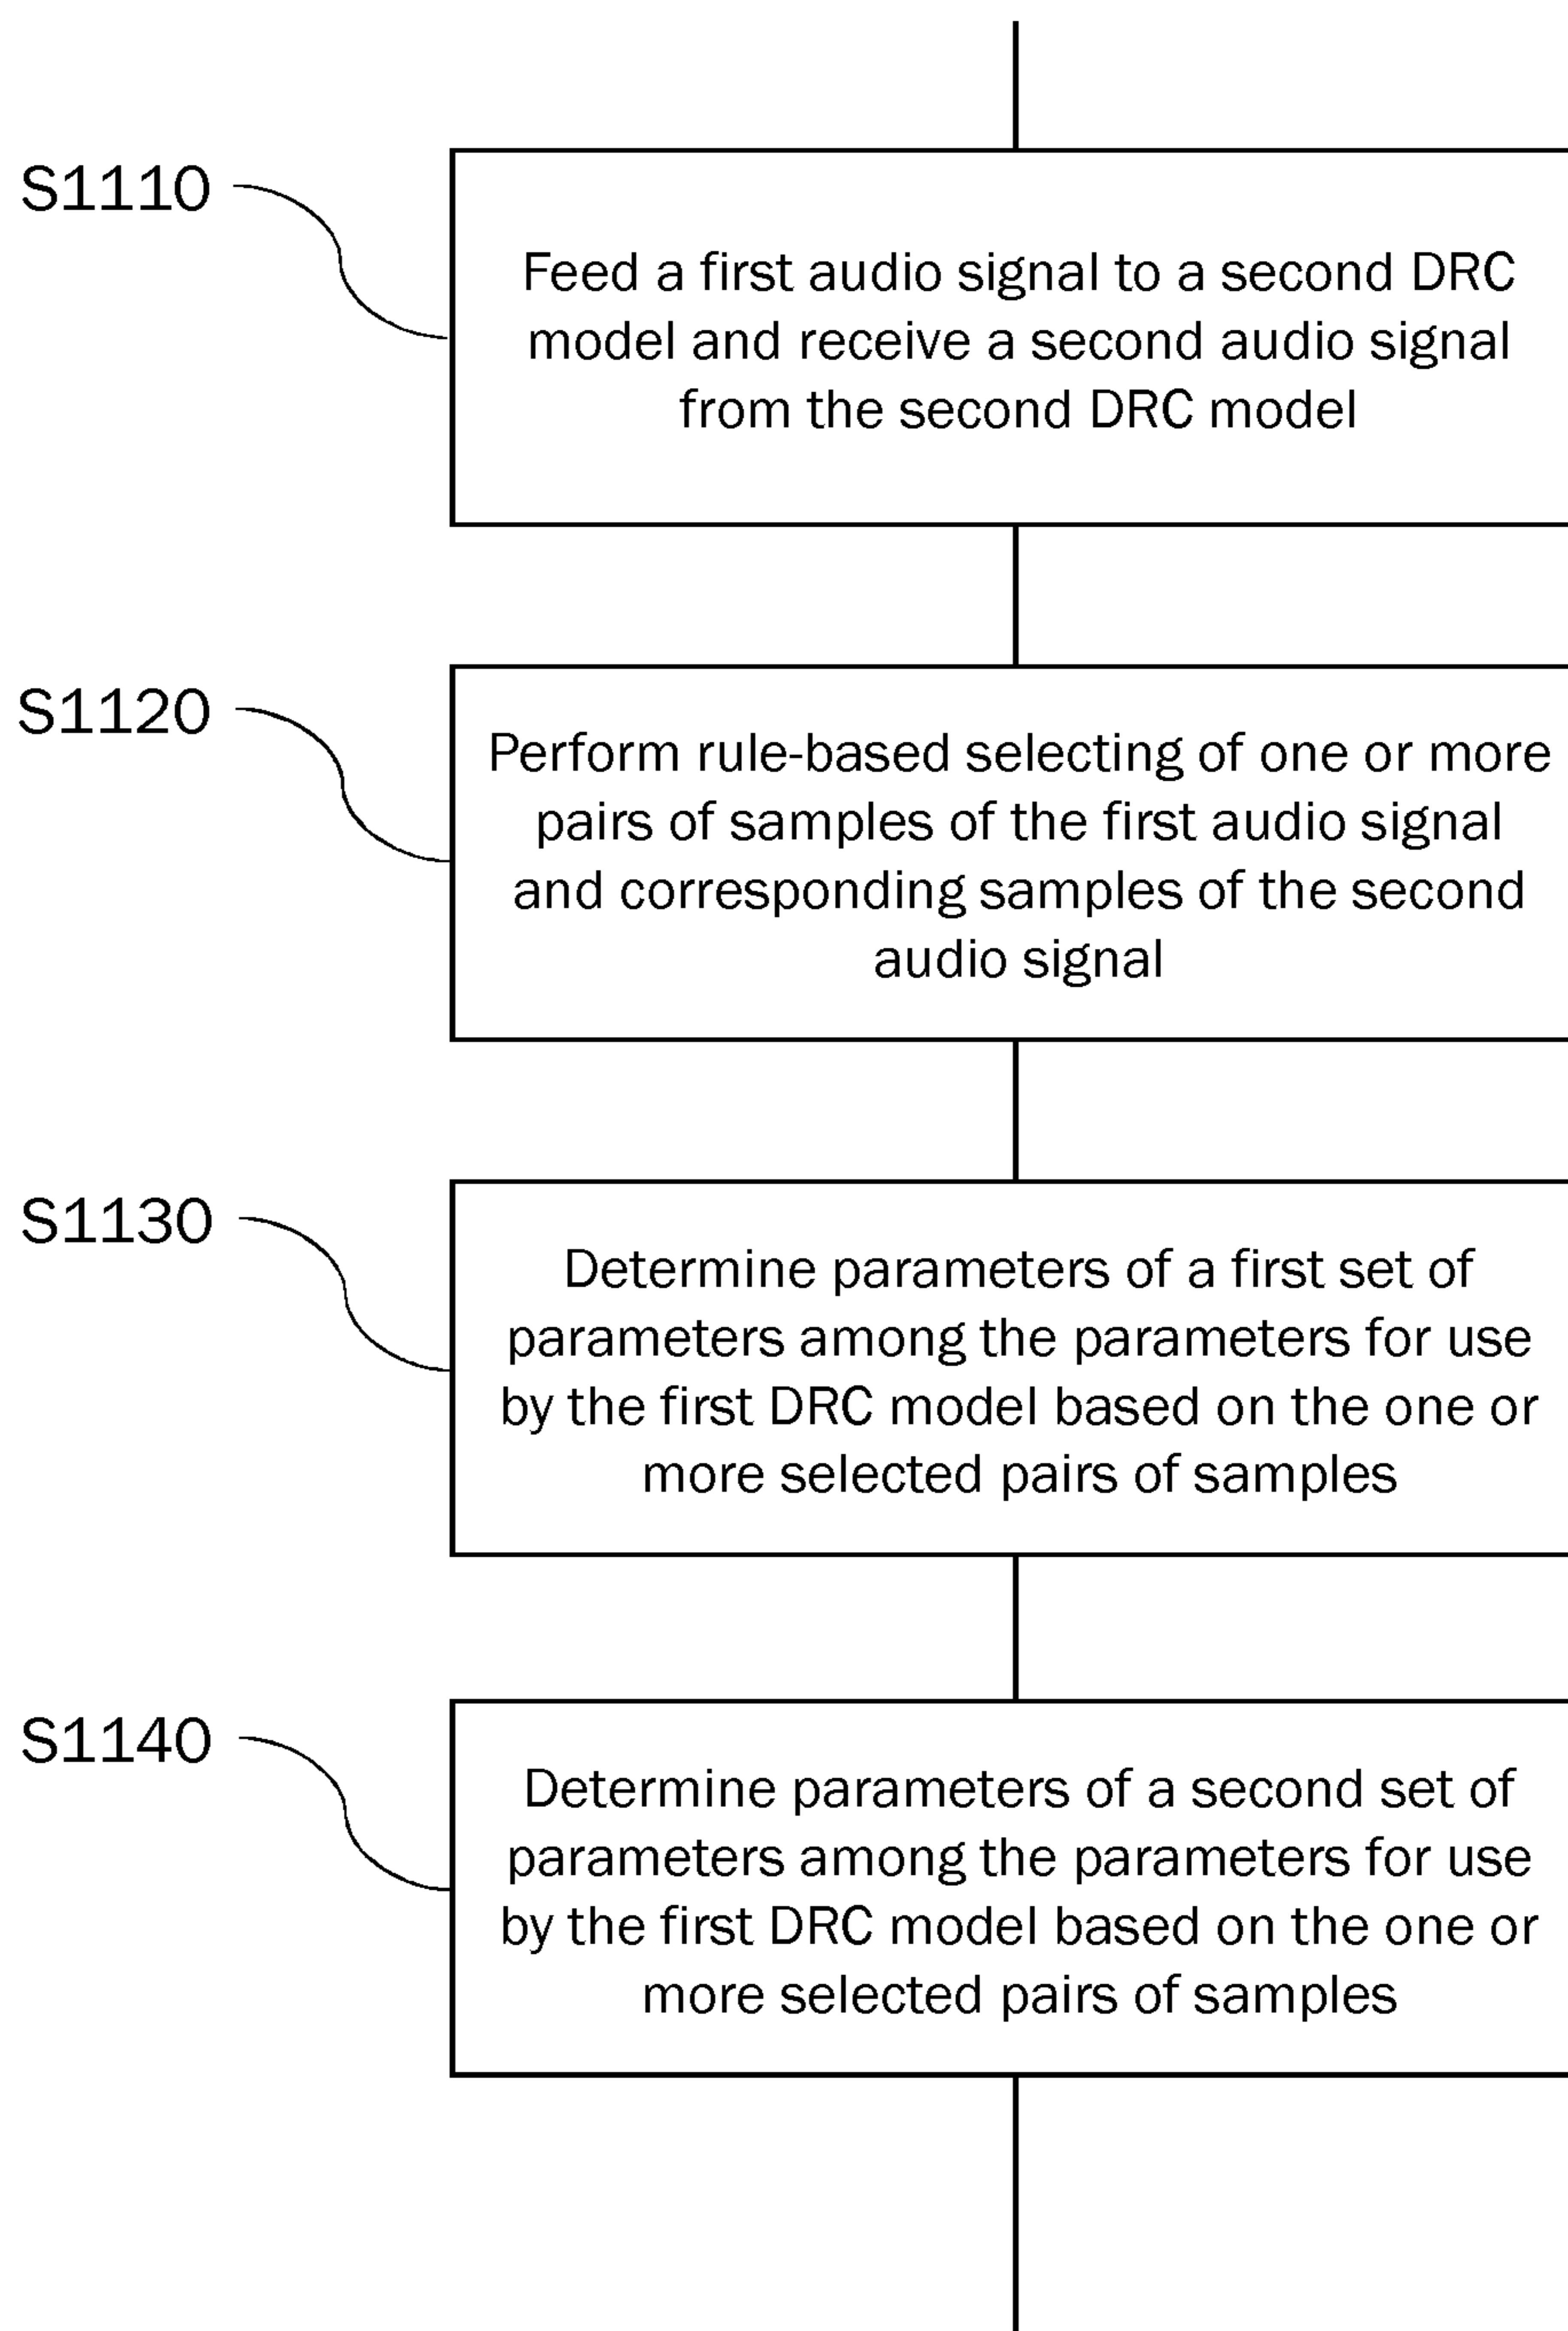 S1110
Feed a first audio signal to a second DRC
model and receive a second audio signal
from the second DRC model
S1120
Perform rule-based selecting of one or more
pairs of samples of the first audio signal
and corresponding samples of the second
audio signal
S1130
Determine parameters of a first set of
parameters among the parameters for use
by the first DRC model based on the one or
more selected pairs of samples
S1140
Determine parameters of a second set of
parameters among the parameters for use
by the first DRC model based on the one or
more selected pairs of samples